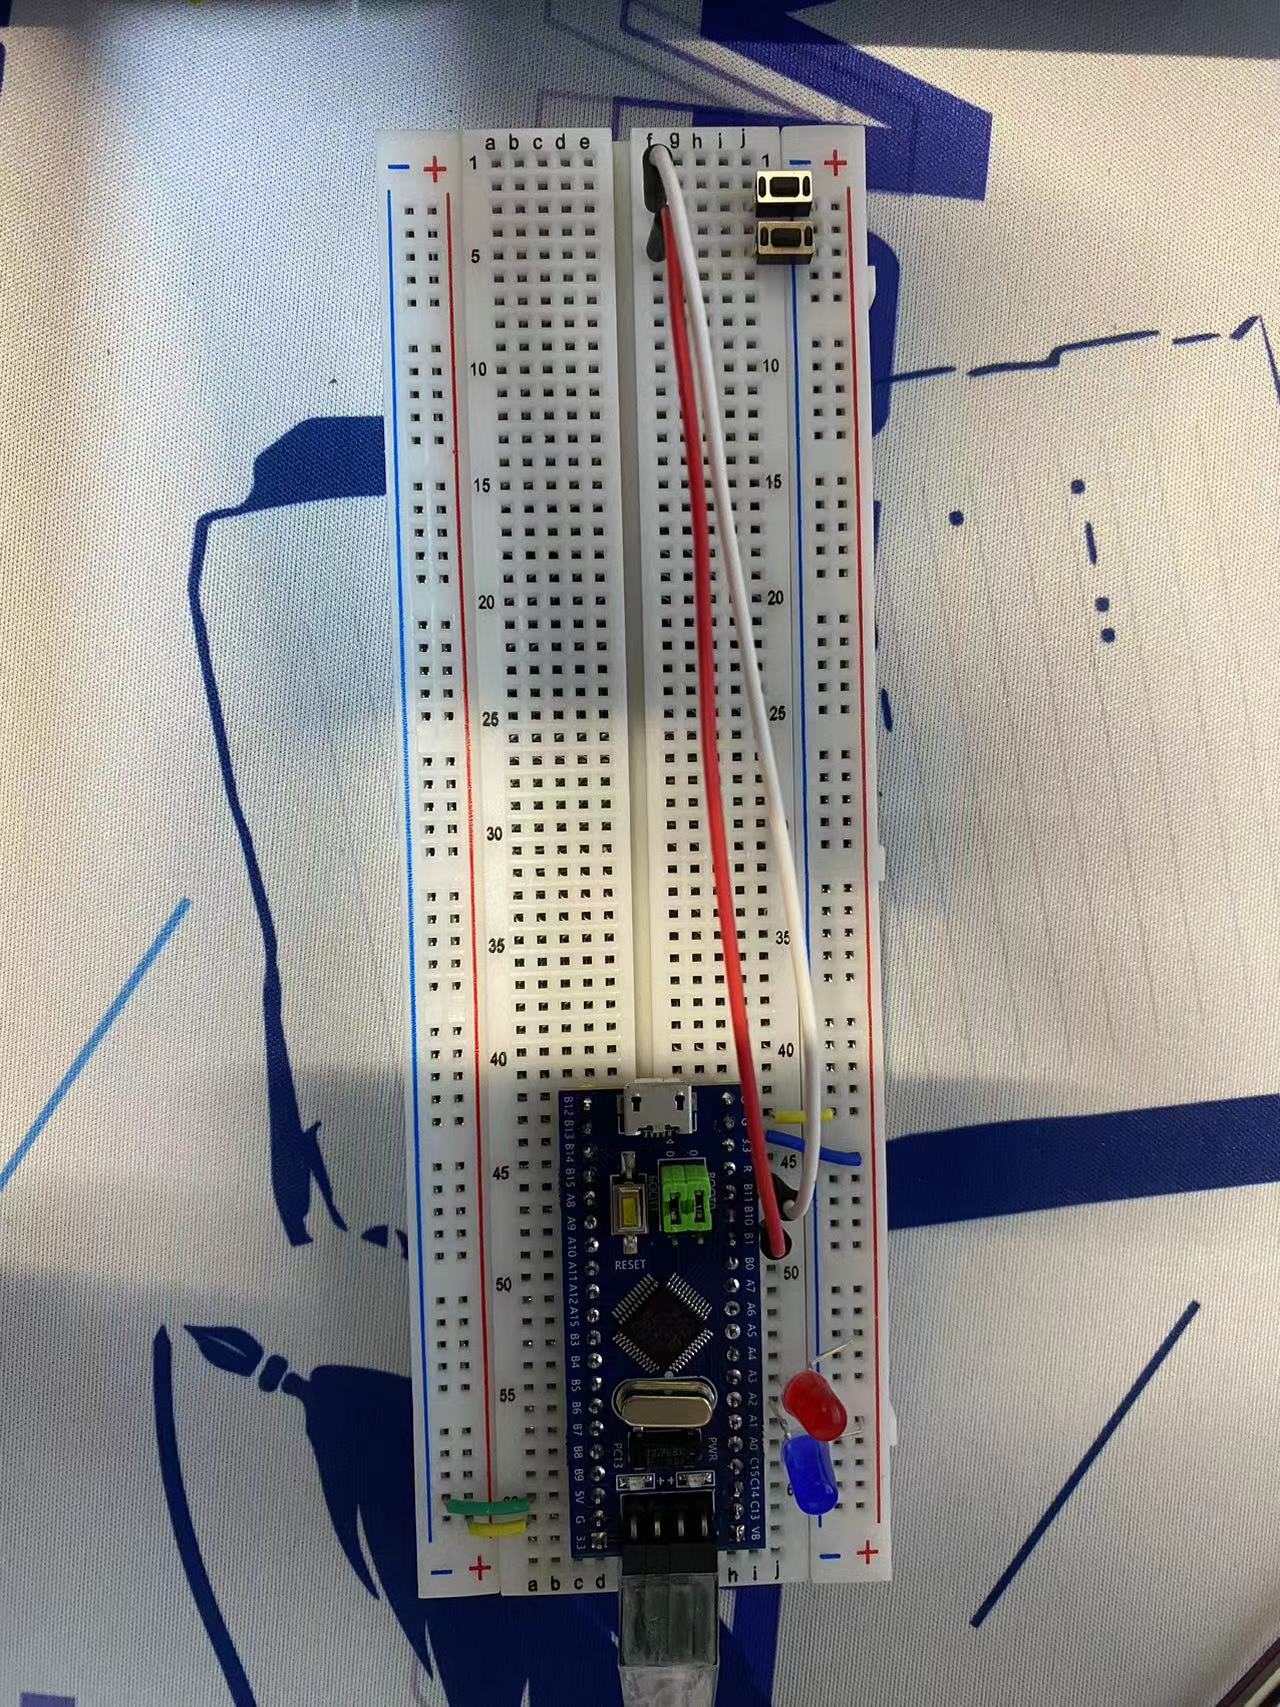 + +
- -
1 10 15 20 25 35 40 45 50
j j
i i
h h
g
f
G G 3.3 R B11 B10 B1 B0 A7 A6 A5 A4 A3 A2 A1 A0 C15 C14 C13 VB
BOOT0
0 1
PWR
+
BOOT1
RESET
PC13
B12 B13 B14 B15 A8 A9 A10 A11 A12 A15 B3 B4 B5 B6 B7 B8 B9 5V G 3.3
e
d d
c c
b b
a a
1 5 10 15 20 25 30 35 40 45 50 55
+ +
- -